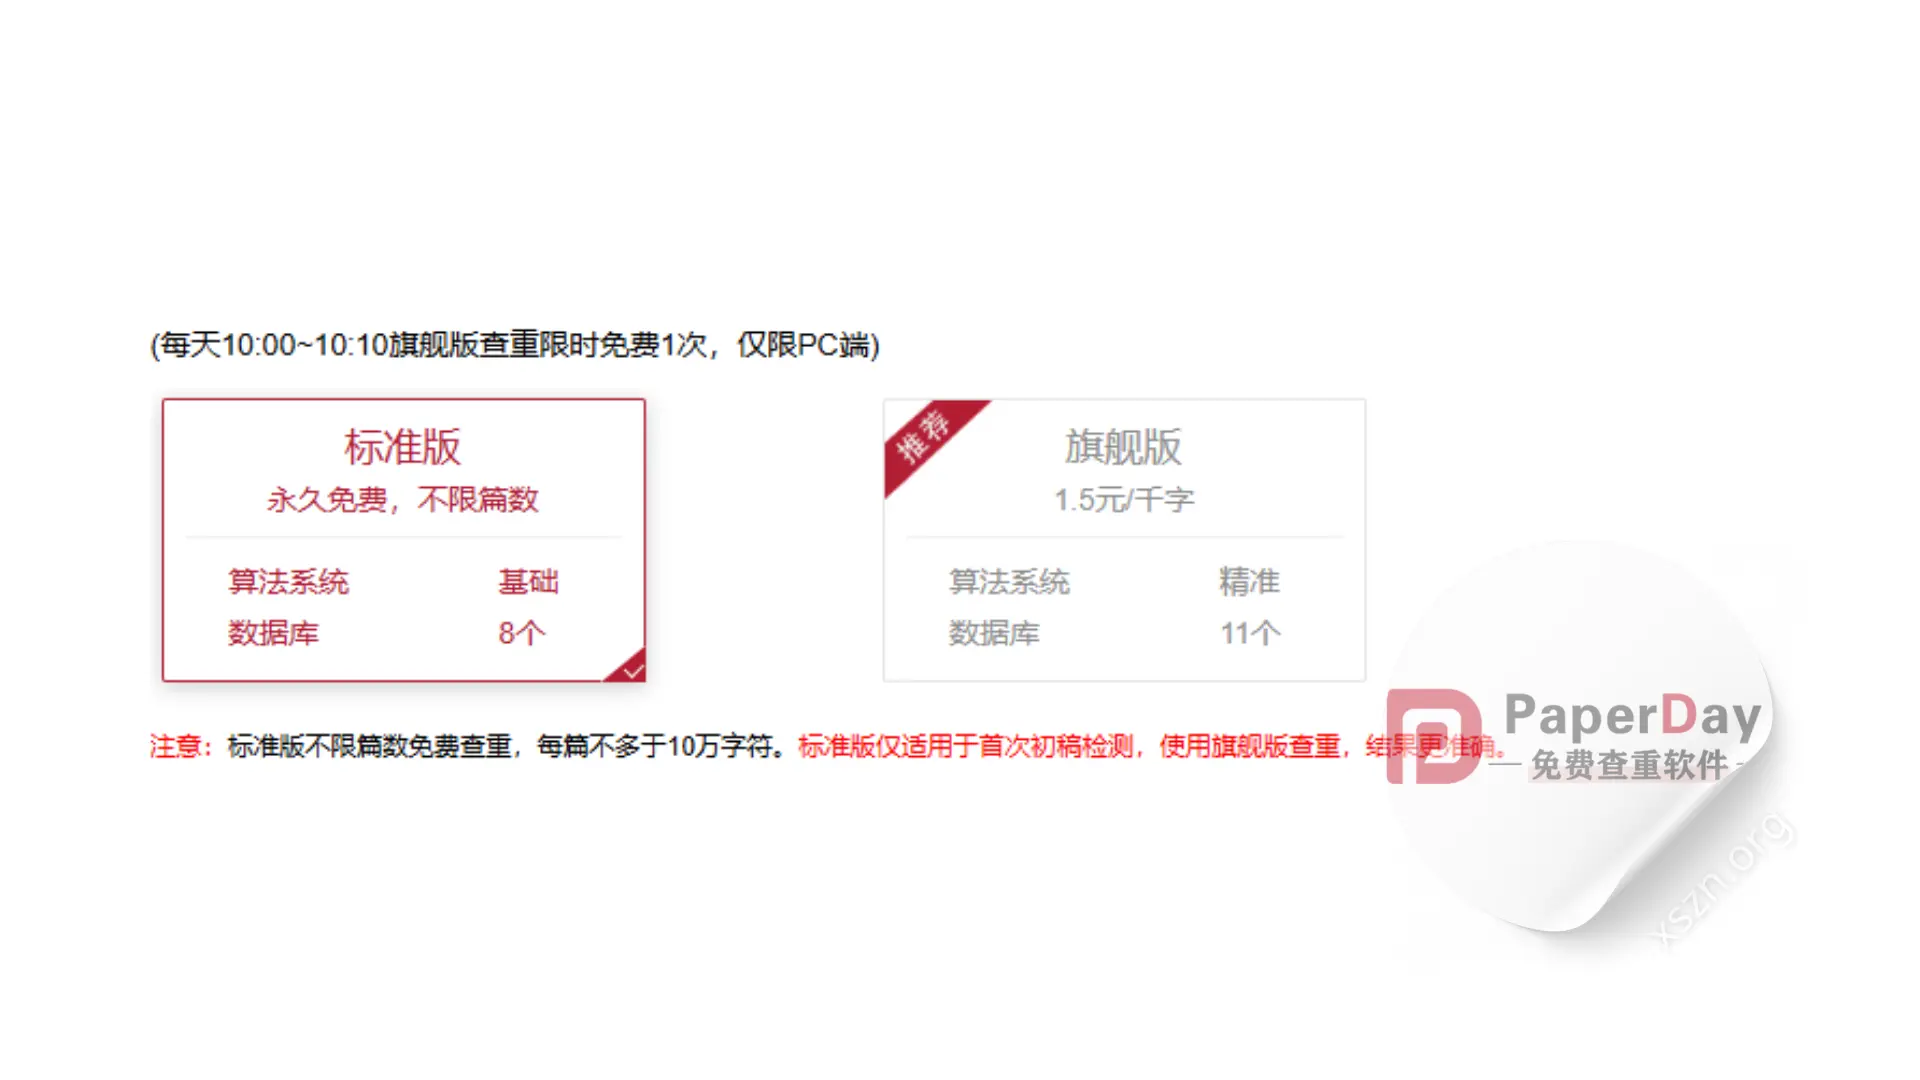 (每天10:00~10:10旗舰版查重限时免费1次，仅限PC端)
标准版
永久免费，不限篇数
算法系统 基础
数据库 8个
推荐
旗舰版
1.5元/千字
算法系统 精准
数据库 11个
注意：标准版不限篇数免费查重，每篇不多于10万字符。标准版仅适用于首次初稿检测，使用旗舰版查重，结果更准确。
PaperDay
免费查重软件
xszn.org